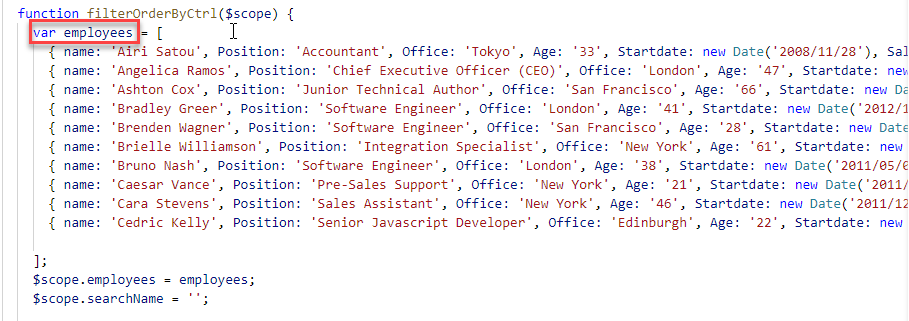 function filterOrderByCtrl($scope) {
var employees = [
{ name: 'Airi Satou', Position: 'Accountant', Office: 'Tokyo', Age: '33', Startdate: new Date('2008/11/28'), Sal
{ name: 'Angelica Ramos', Position: 'Chief Executive Officer (CEO)', Office: 'London', Age: '47', Startdate: new
{ name: 'Ashton Cox', Position: 'Junior Technical Author', Office: 'San Francisco', Age: '66', Startdate: new Da
{ name: 'Bradley Greer', Position: 'Software Engineer', Office: 'London', Age: '41', Startdate: new Date('2012/1
{ name: 'Brenden Wagner', Position: 'Software Engineer', Office: 'San Francisco', Age: '28', Startdate: new Date
{ name: 'Brielle Williamson', Position: 'Integration Specialist', Office: 'New York', Age: '61', Startdate: new
{ name: 'Bruno Nash', Position: 'Software Engineer', Office: 'London', Age: '38', Startdate: new Date('2011/05/0
{ name: 'Caesar Vance', Position: 'Pre-Sales Support', Office: 'New York', Age: '21', Startdate: new Date('2011/
{ name: 'Cara Stevens', Position: 'Sales Assistant', Office: 'New York', Age: '46', Startdate: new Date('2011/12
{ name: 'Cedric Kelly', Position: 'Senior Javascript Developer', Office: 'Edinburgh', Age: '22', Startdate: new
];
$scope.employees = employees;
$scope.searchName = '';